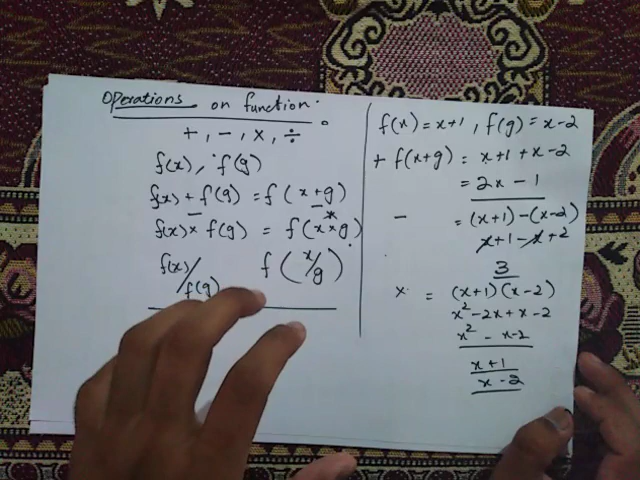 Operations on function.
+, -, ×, ÷
f(x), f(g)
f(x) + f(g) = f(x+g)
f(x) × f(g) = f(x × g)
f(x)/f(g) f(x/g)
f(x) = x+1, f(g) = x-2
+ f(x+g) = x+1 + x-2
= 2x - 1
- = (x+1) - (x-2)
x+1 - x+2
3
× = (x+1)(x-2)
x²-2x+x-2
x² - x-2
x+1
x-2